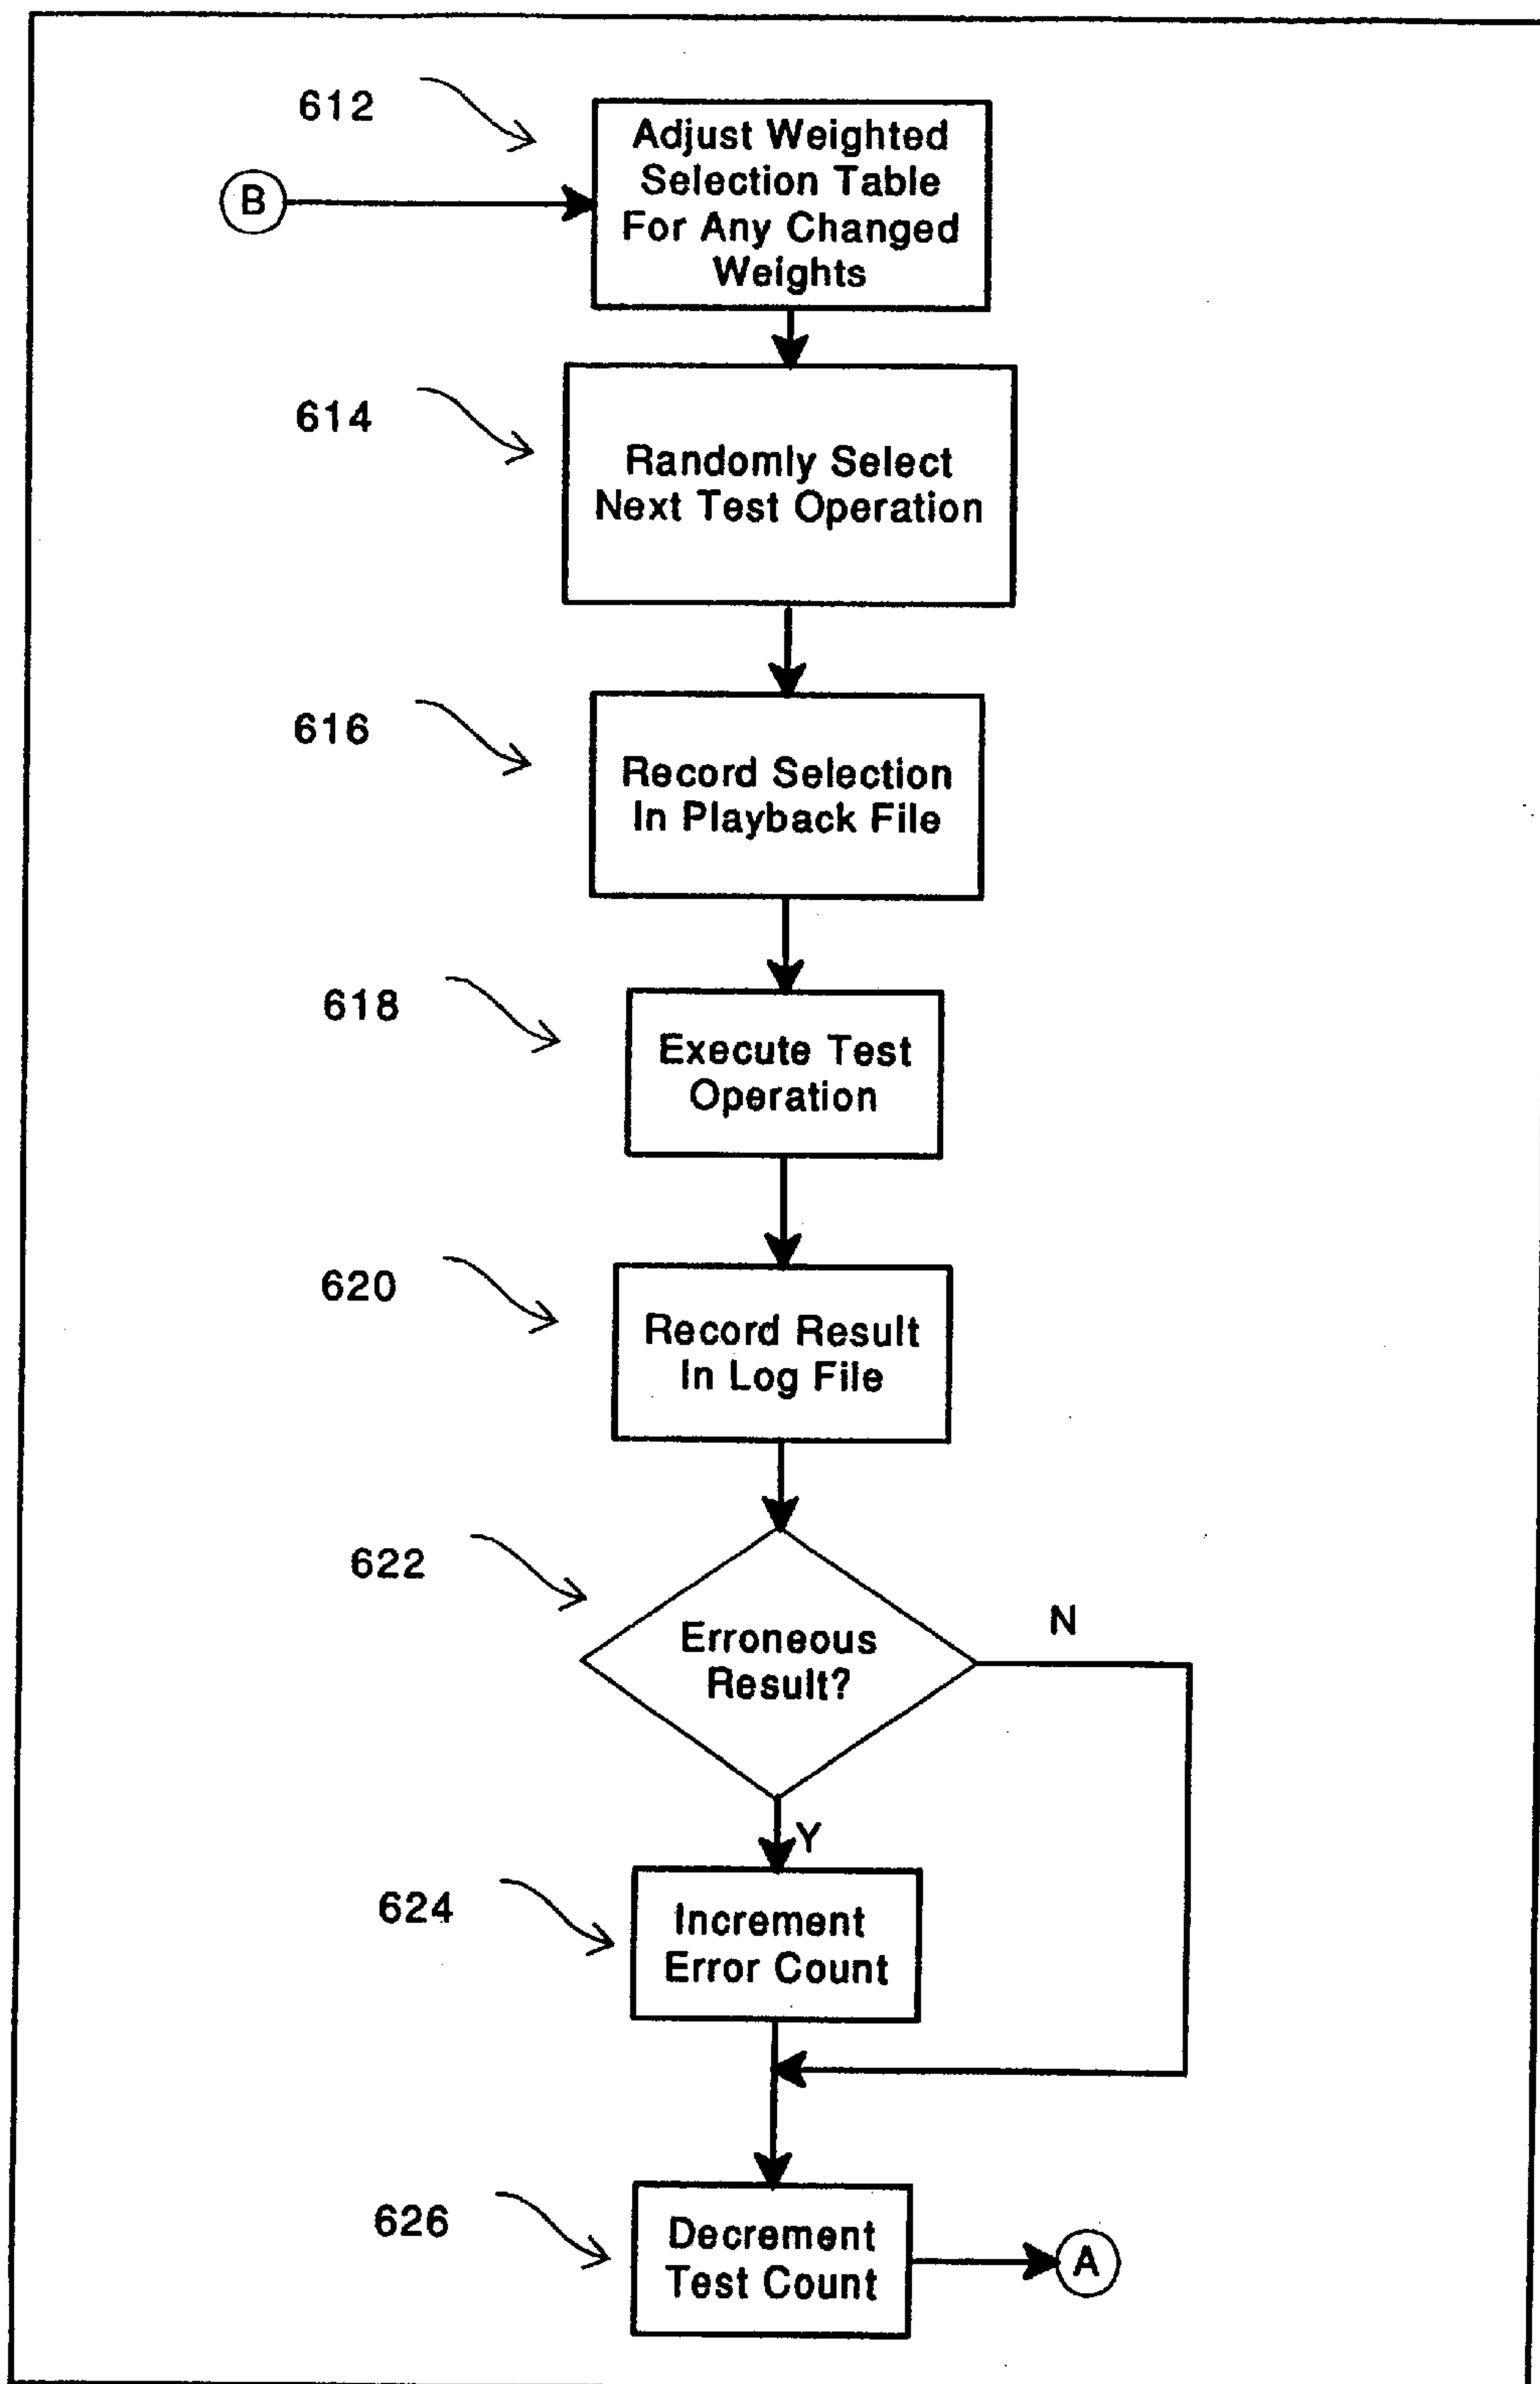 612
Adjust Weighted
Selection Table
For Any Changed
Weights
B
614
Randomly Select
Next Test Operation
616
Record Selection
In Playback File
618
Execute Test
Operation
620
Record Result
In Log File
622
Erroneous
Result?
N
Y
624
Increment
Error Count
626
Decrement
Test Count
A